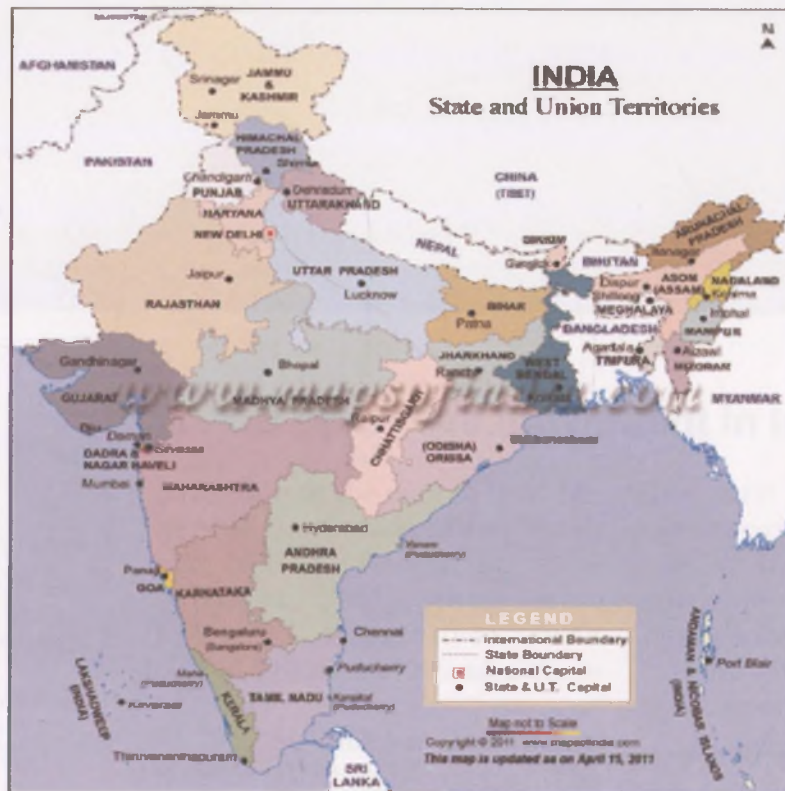 N
INDIA
State and Union Territories
AFGHANISTAN
JAMMU
&
KASHMIR
Srinagar
Jammu
HIMACHAL
PRADESH
Shimla
PAKISTAN
Chandigarh
PUNJAB
Dehradun
UTTARAKHAND
CHINA
(TIBET)
HARYANA
NEW DELHI
NEPAL
SIKKIM
Gangtok
BHUTAN
ARUNACHAL
PRADESH
Itanagar
UTTAR PRADESH
Lucknow
Jaipur
RAJASTHAN
Dispur
ASOM
(ASSAM)
NAGALAND
Kohima
Shillong
MEGHALAYA
Imphal
MANIPUR
BIHAR
Patna
BANGLADESH
Agartala
TRIPURA
Aizawl
MIZORAM
MYANMAR
Gandhinagar
GUJARAT
Bhopal
MADHYA PRADESH
JHARKHAND
Ranchi
WEST
BENGAL
www.mapsofindia.com
Raipur
CHHATTISGARH
(ODISHA)
ORISSA
Diu
Daman
Silvassa
DADRA &
NAGAR HAVELI
Mumbai
MAHARASHTRA
Hyderabad
ANDHRA
PRADESH
Yanam
(Puducherry)
Panaji
GOA
KARNATAKA
Bengaluru
(Bangalore)
Chennai
Puducherry
Mahe
(Puducherry)
KERALA
TAMIL NADU
Karaikal
(Puducherry)
LAKSHADWEEP
(INDIA)
Kavaratti
Thiruvananthapuram
SRI
LANKA
ANDAMAN & NICOBAR ISLANDS
(INDIA)
Port Blair
LEGEND
International Boundary
State Boundary
National Capital
State & U.T. Capital
Map not to Scale
Copyright © 2011 www.mapsofindia.com
This map is updated as on April 15, 2011